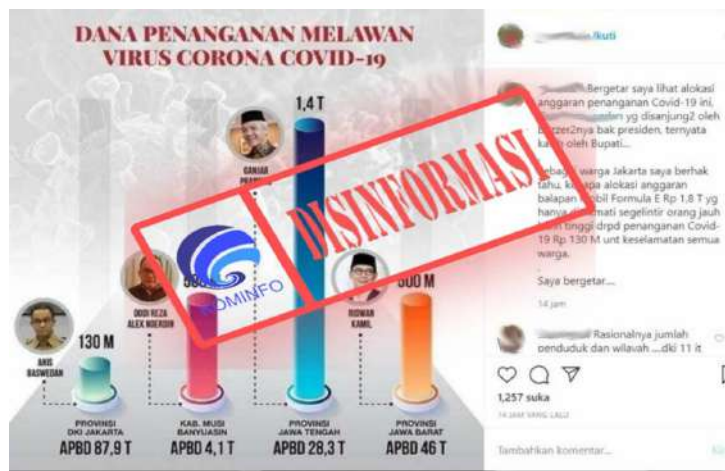 DANA PENANGANAN MELAWAN
VIRUS CORONA COVID-19
1,4 T
GANJAR
DODI REZA
ALEX NOERDIN
RIDWAN
KAMIL
ANIS
BASWEDAN
130 M
PROVINSI
DKI JAKARTA
APBD 87,9 T
KAB. MUSI
BANYUASIN
APBD 4,1 T
PROVINSI
JAWA TENGAH
APBD 28,3 T
PROVINSI
JAWA BARAT
APBD 46 T
KOMINFO
DISINFORMASI
Ikuti
Bergetar saya lihat alokasi
anggaran penanganan Covid-19 ini,
yg disanjung2 oleh
bak presiden, ternyata
oleh Bupati...
warga Jakarta saya berhak
tahu, alokasi anggaran
balapan mobil Formula E Rp 1,8 T yg
hanya segelintir orang jauh
tinggi drpd penanganan Covid-
19 Rp 130 M unt keselamatan semua
warga.
.
Saya bergetar....
14 jam
Rasionalnya jumlah
penduduk dan wilayah ....dki 11 it
1,257 suka
14 JAM YANG LALU
Tambahkan komentar...